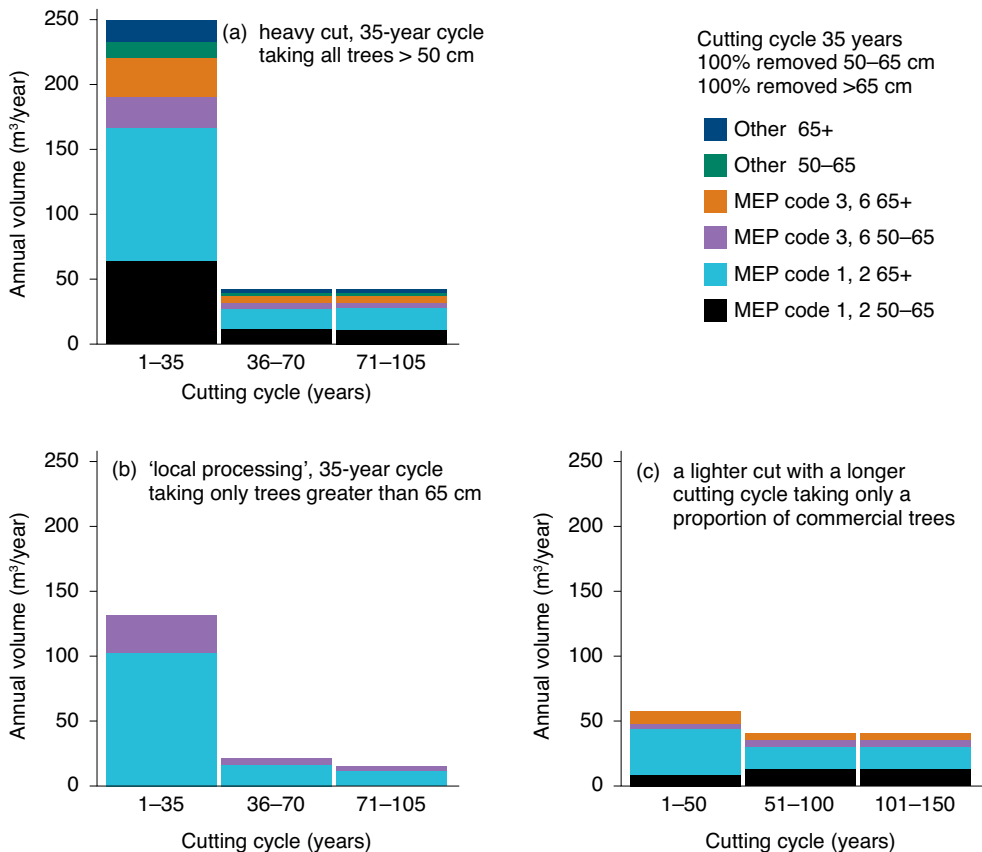 250
200
150
100
50
0
Annual volume (m³/year)
(a) heavy cut, 35-year cycle
taking all trees > 50 cm
1–35 36–70 71–105
Cutting cycle (years)
Cutting cycle 35 years
100% removed 50–65 cm
100% removed >65 cm
Other 65+
Other 50–65
MEP code 3, 6 65+
MEP code 3, 6 50–65
MEP code 1, 2 65+
MEP code 1, 2 50–65
250
200
150
100
50
0
Annual volume (m³/year)
(b) ‘local processing’, 35-year cycle
taking only trees greater than 65 cm
1–35 36–70 71–105
Cutting cycle (years)
250
200
150
100
50
0
Annual volume (m³/year)
(c) a lighter cut with a longer
cutting cycle taking only a
proportion of commercial trees
1–50 51–100 101–150
Cutting cycle (years)